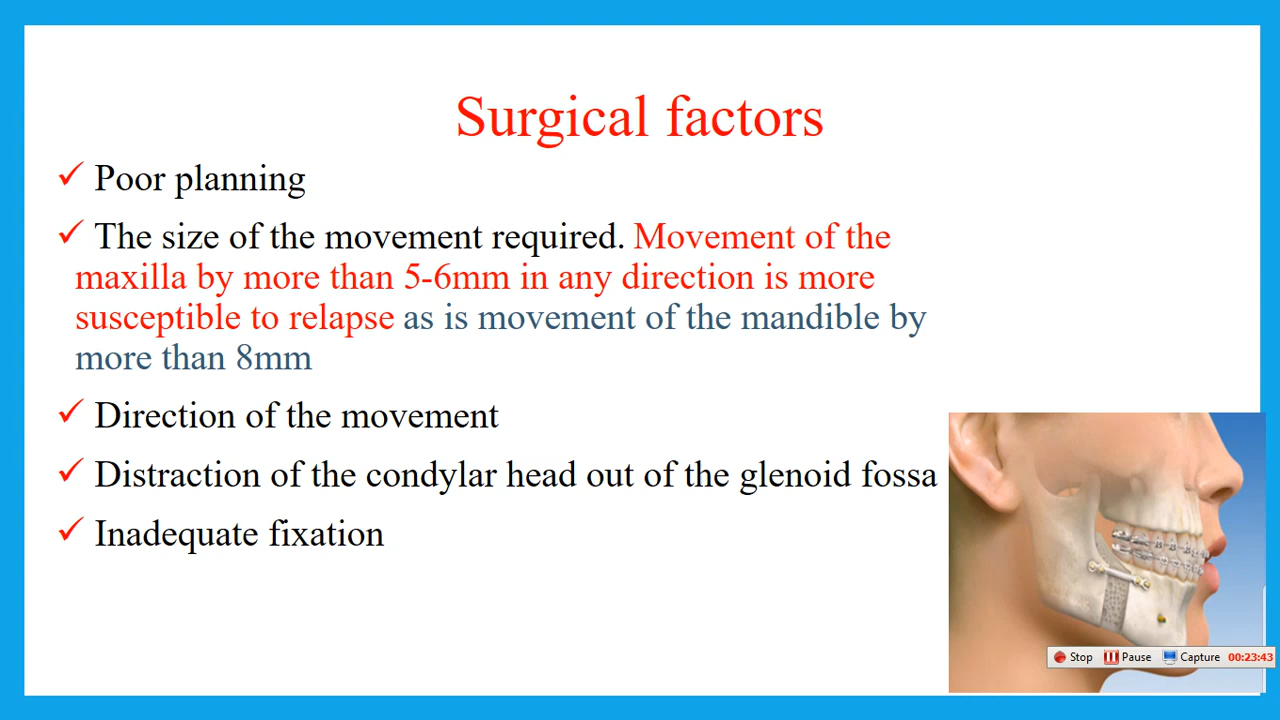 Surgical factors
✓ Poor planning
✓ The size of the movement required. Movement of the
maxilla by more than 5-6mm in any direction is more
susceptible to relapse as is movement of the mandible by
more than 8mm
✓ Direction of the movement
✓ Distraction of the condylar head out of the glenoid fossa
✓ Inadequate fixation
Stop Pause Capture 00:23:43